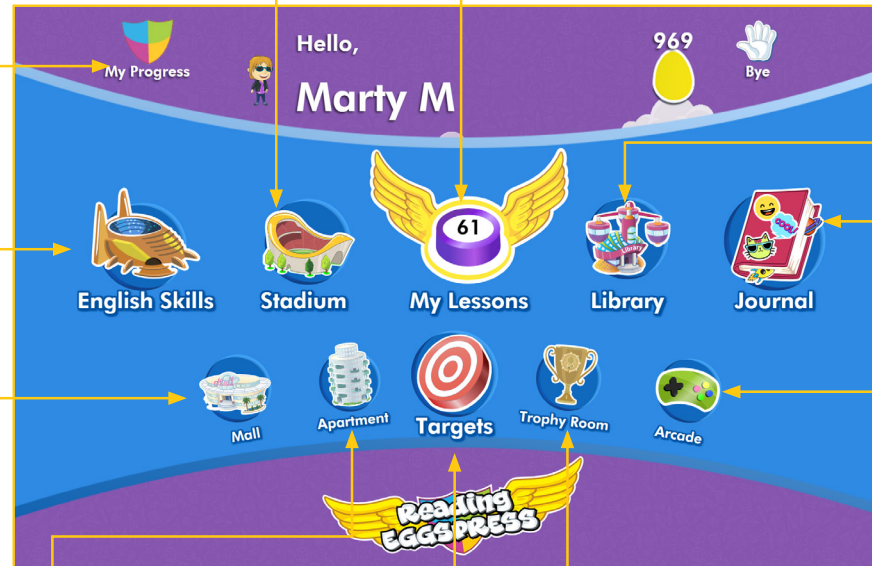 My Progress
Hello,
Marty M
969
Bye
English Skills
Stadium
61
My Lessons
Library
Library
COOL
Journal
Mall
Mall
Apartment
Targets
Trophy Room
Arcade
Reading
EGGSPRESS